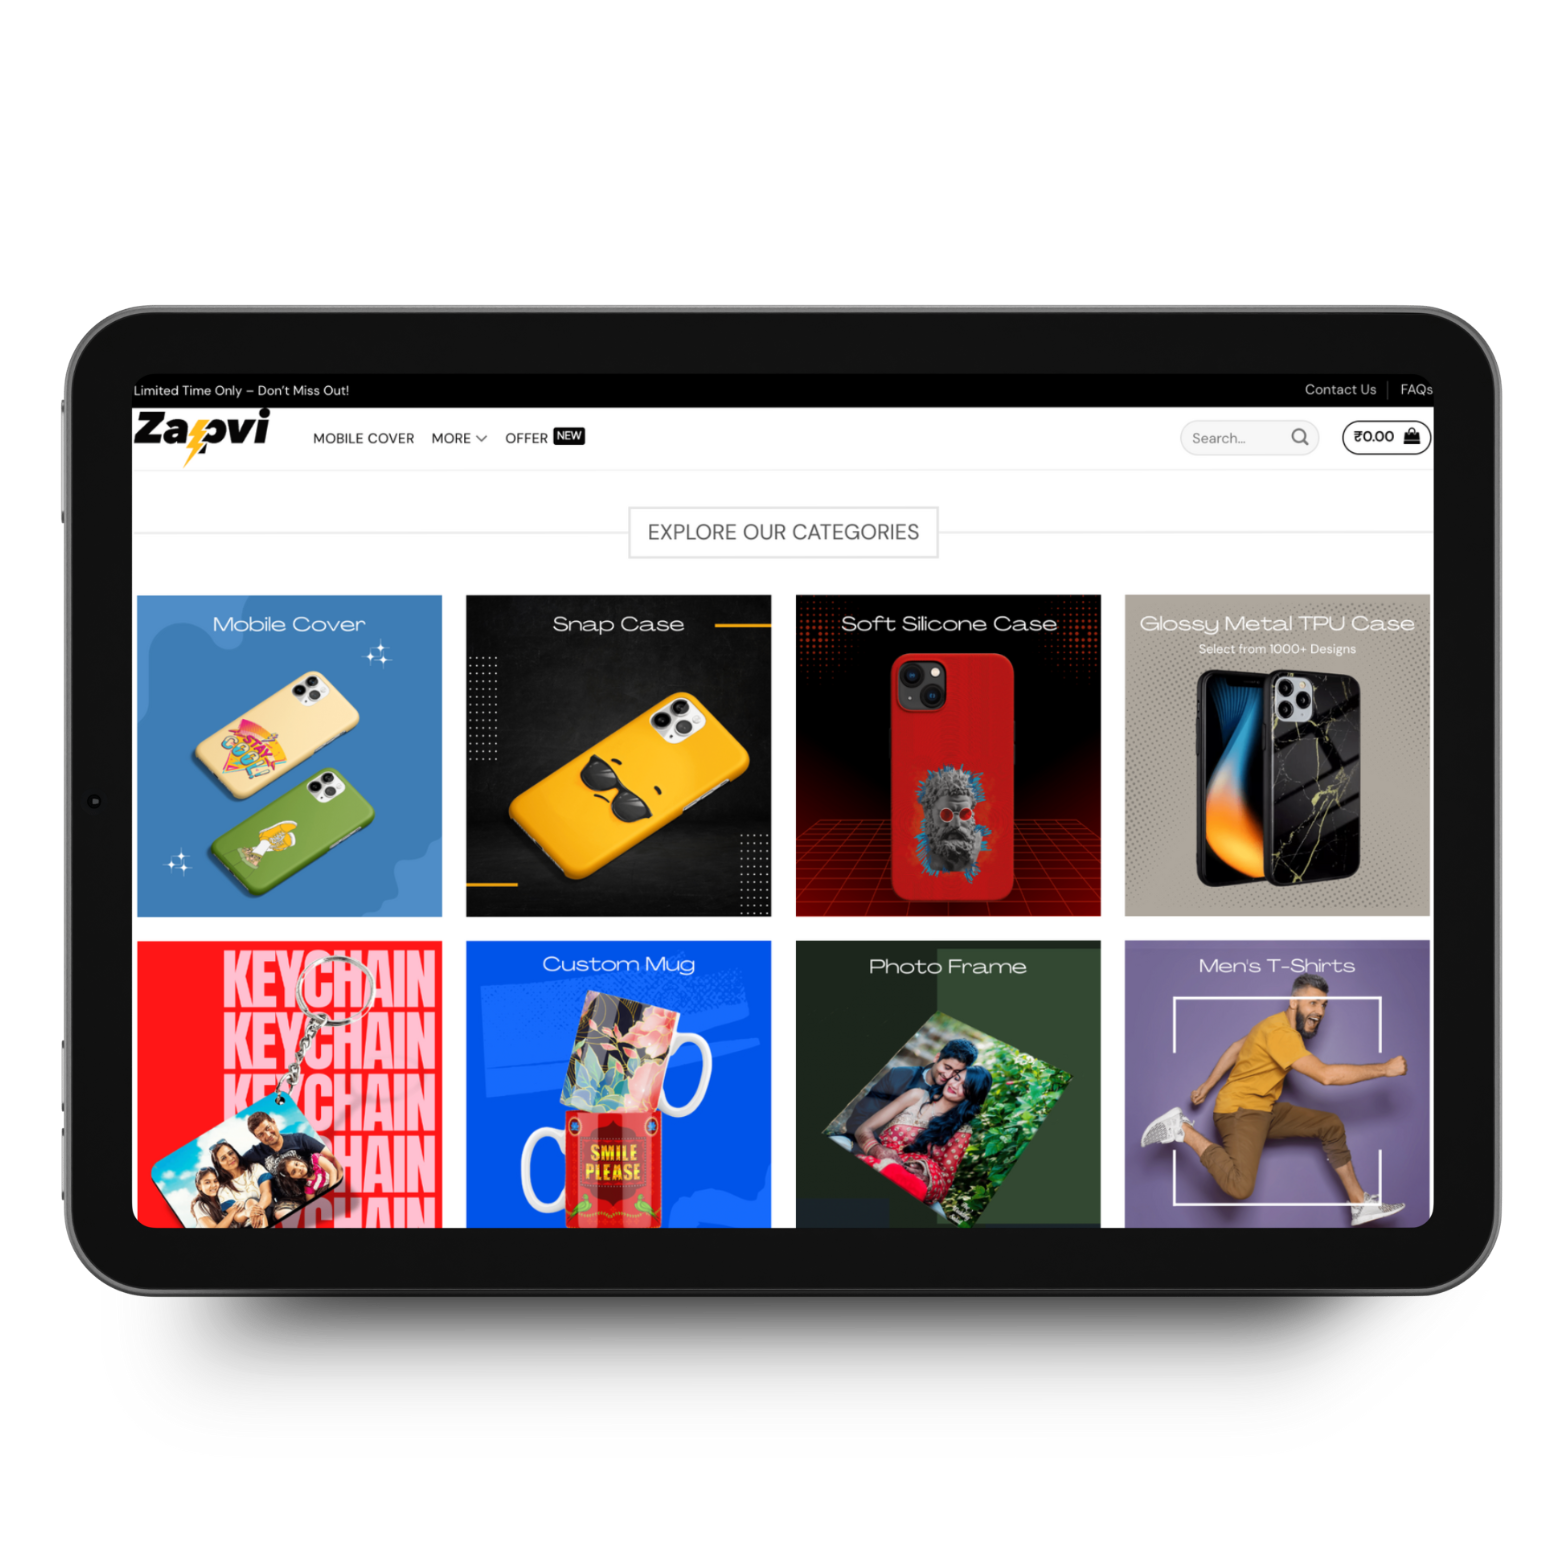 Limited Time Only – Don't Miss Out!
Contact Us
FAQs
Zapvi
MOBILE COVER
MORE
OFFER
NEW
Search...
₹0.00
EXPLORE OUR CATEGORIES
Mobile Cover
STAY
COOL!
Snap Case
Soft Silicone Case
Glossy Metal TPU Case
Select from 1000+ Designs
KEYCHAIN
KEYCHAIN
KEYCHAIN
KEYCHAIN
KEYCHAIN
Custom Mug
SMILE
PLEASE
Photo Frame
Men's T-Shirts